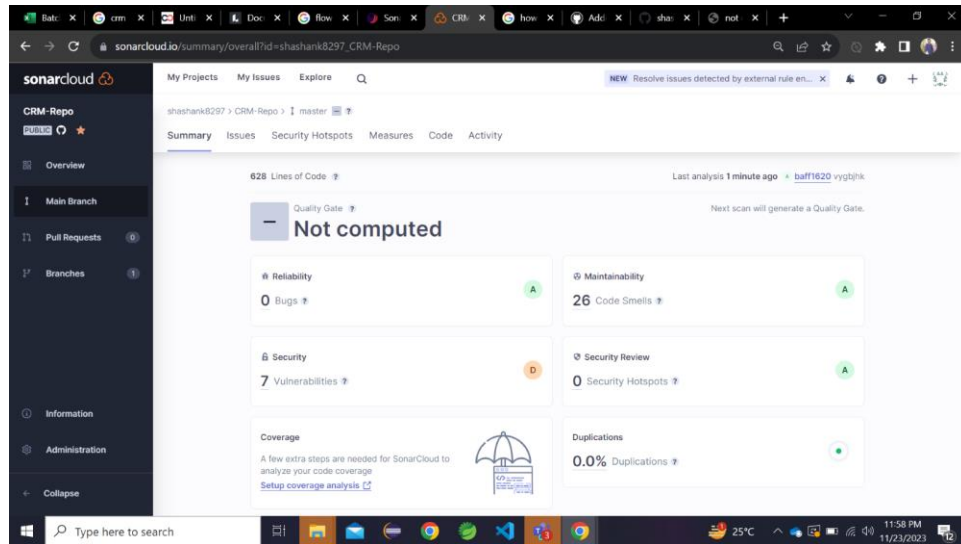 Batc
crm
Unti
Doc
flow
Son
CRM
how
Add
shas
not
sonarcloud.io/summary/overall?id=shashank8297_CRM-Repo
sonarcloud
My Projects My Issues Explore
NEW Resolve issues detected by external rule en...
CRM-Repo
PUBLIC
shashank8297 > CRM-Repo > master
Summary Issues Security Hotspots Measures Code Activity
Overview
Main Branch
Pull Requests 0
Branches 1
Information
Administration
Collapse
628 Lines of Code ?
Last analysis 1 minute ago baff1620 vygbjhk
Quality Gate ?
Not computed
Next scan will generate a Quality Gate.
Reliability
0 Bugs ?
A
Maintainability
26 Code Smells ?
A
Security
7 Vulnerabilities ?
D
Security Review
0 Security Hotspots ?
A
Coverage
A few extra steps are needed for SonarCloud to
analyze your code coverage
Setup coverage analysis
Duplications
0.0% Duplications ?
Type here to search
25°C
11:58 PM
11/23/2023
12